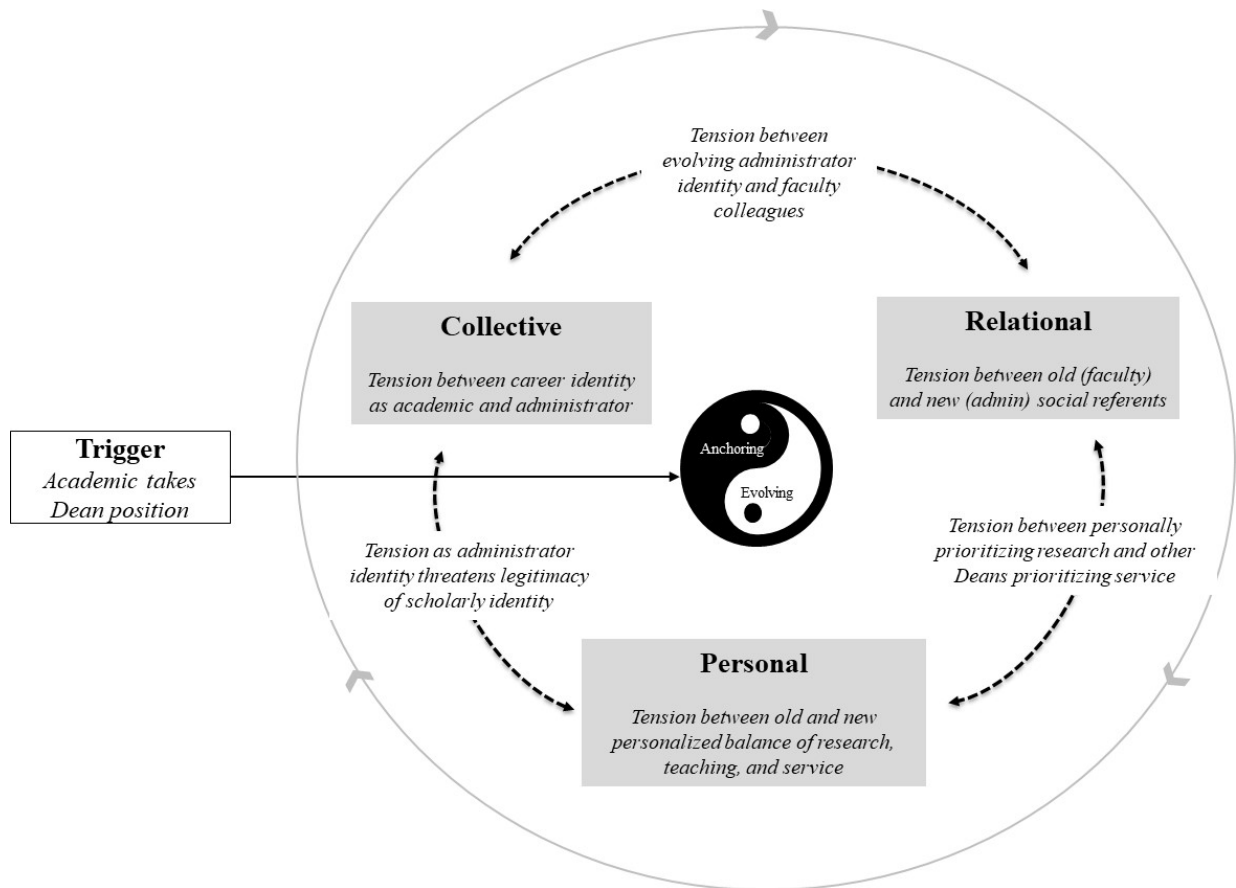 Tension between
evolving administrator
identity and faculty
colleagues
Collective
Tension between career identity
as academic and administrator
Relational
Tension between old (faculty)
and new (admin) social referents
Trigger
Academic takes
Dean position
Anchoring
Evolving
Tension as administrator
identity threatens legitimacy
of scholarly identity
Tension between personally
prioritizing research and other
Deans prioritizing service
Personal
Tension between old and new
personalized balance of research,
teaching, and service